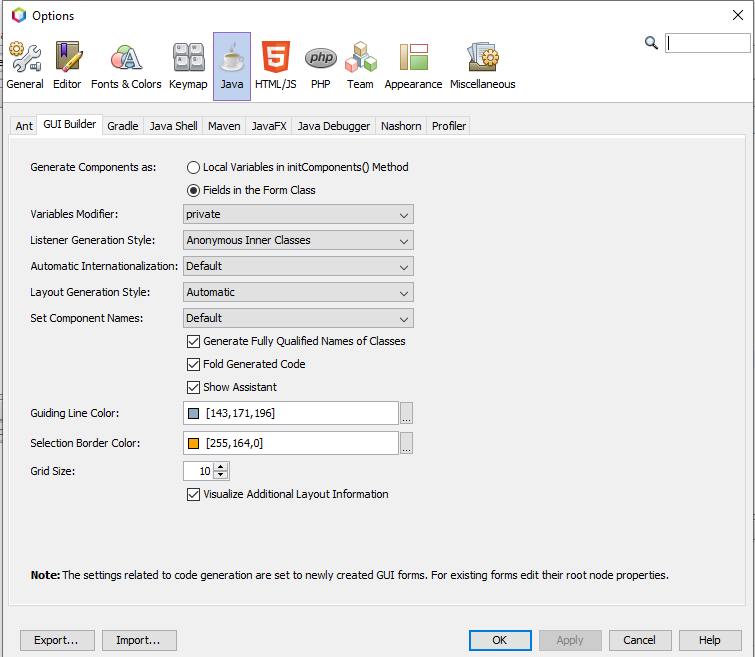 Options
General Editor Fonts & Colors Keymap Java HTML/JS PHP Team Appearance Miscellaneous
Ant GUI Builder Gradle Java Shell Maven JavaFX Java Debugger Nashorn Profiler
Generate Components as: Local Variables in initComponents() Method
Fields in the Form Class
Variables Modifier: private
Listener Generation Style: Anonymous Inner Classes
Automatic Internationalization: Default
Layout Generation Style: Automatic
Set Component Names: Default
Generate Fully Qualified Names of Classes
Fold Generated Code
Show Assistant
Guiding Line Color: [143,171,196] ...
Selection Border Color: [255,164,0] ...
Grid Size: 10
Visualize Additional Layout Information
Note: The settings related to code generation are set to newly created GUI forms. For existing forms edit their root node properties.
Export... Import... OK Apply Cancel Help